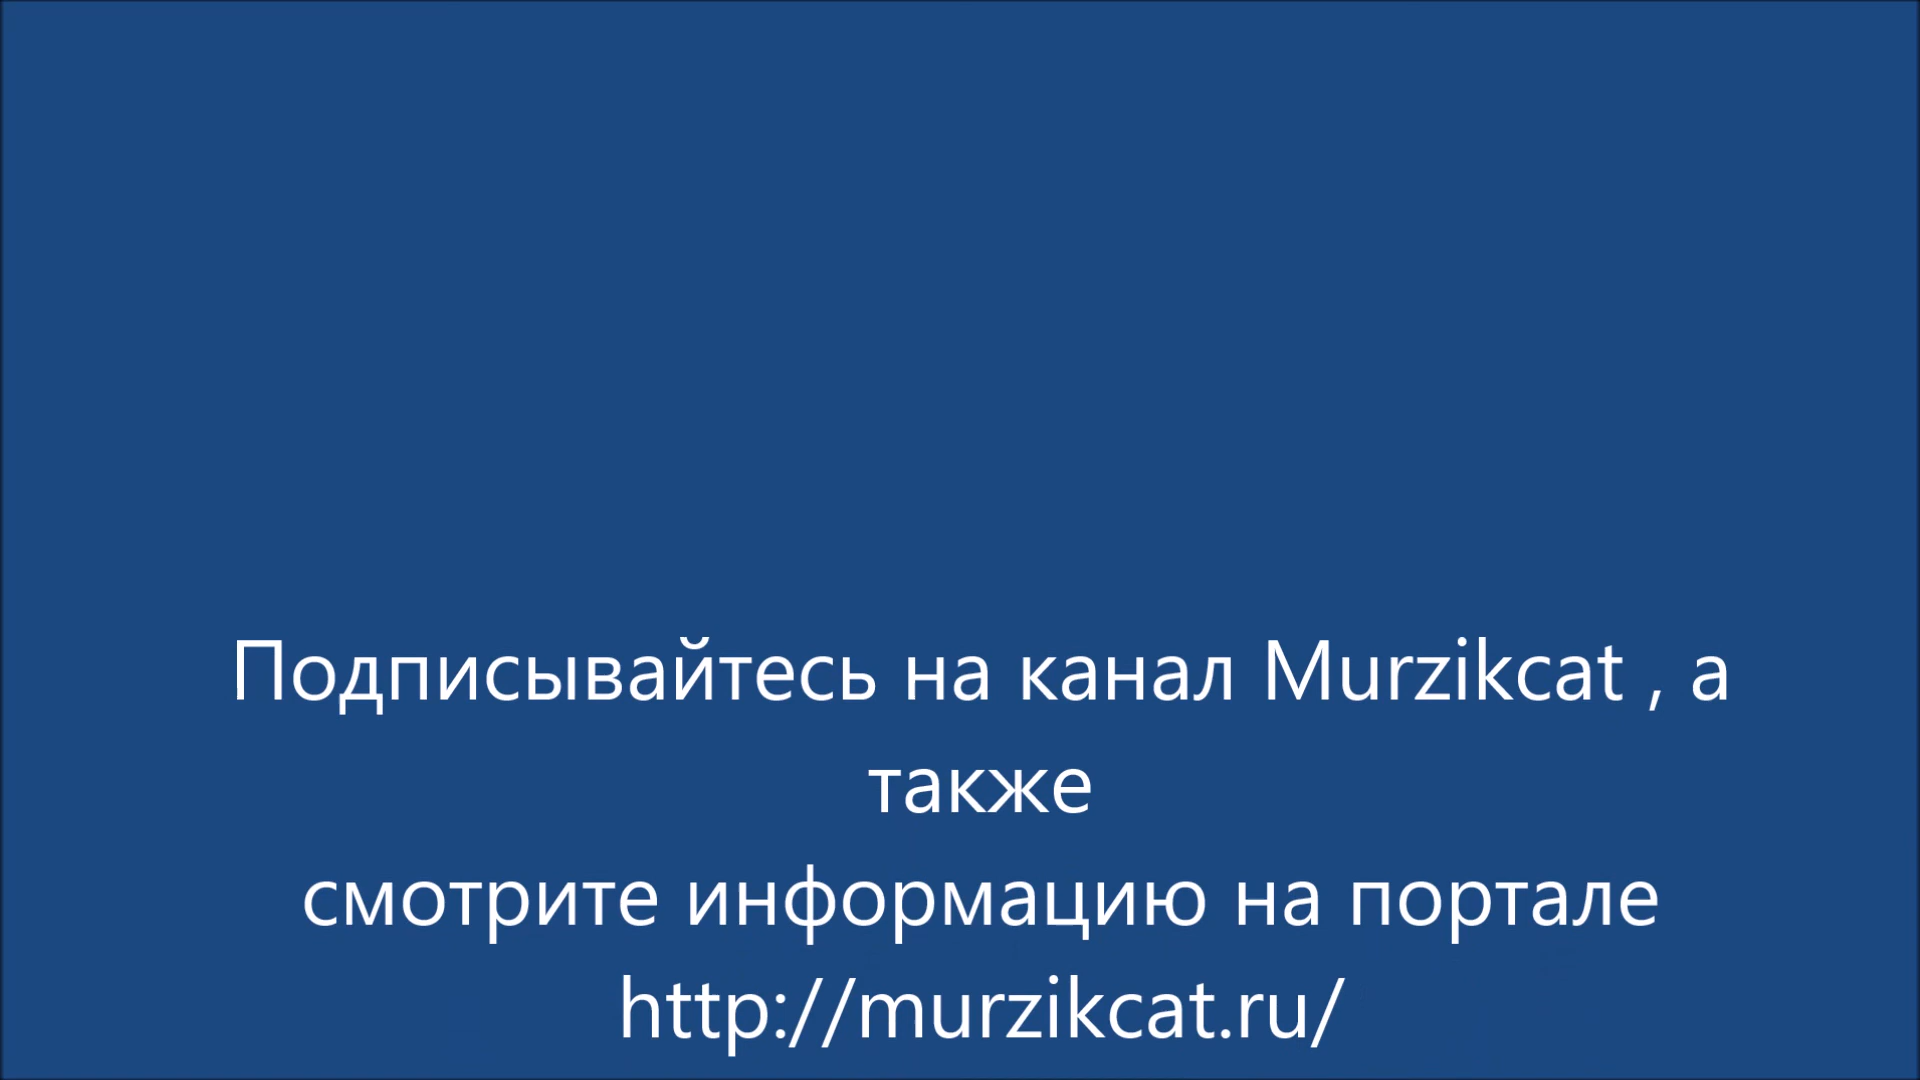 Подписывайтесь на канал Murzikcat , а
также
смотрите информацию на портале
http://murzikcat.ru/